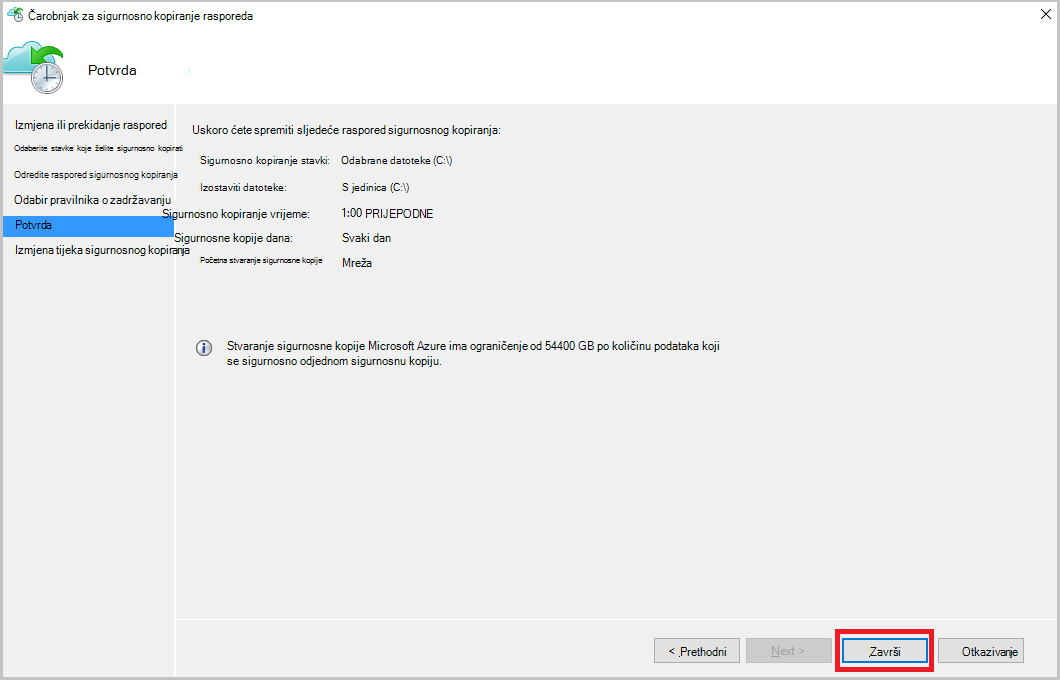 Čarobnjak za sigurnosno kopiranje rasporeda
Potvrda
Izmjena ili prekidanje raspored
Odaberite stavke koje želite sigurnosno kopirati
Odredite raspored sigurnosnog kopiranja
Odabir pravilnika o zadržavanju
Potvrda
Izmjena tijeka sigurnosnog kopiranja
Uskoro ćete spremiti sljedeće raspored sigurnosnog kopiranja:
Sigurnosno kopiranje stavki: Odabrane datoteke (C:\)
Izostaviti datoteke: S jedinica (C:\)
Sigurnosno kopiranje vrijeme: 1:00 PRIJEPODNE
Sigurnosne kopije dana: Svaki dan
Početna stvaranje sigurnosne kopije Mreža
Stvaranje sigurnosne kopije Microsoft Azure ima ograničenje od 54400 GB po količinu podataka koji
se sigurnosno odjednom sigurnosnu kopiju.
< Prethodni Next > Završi Otkazivanje